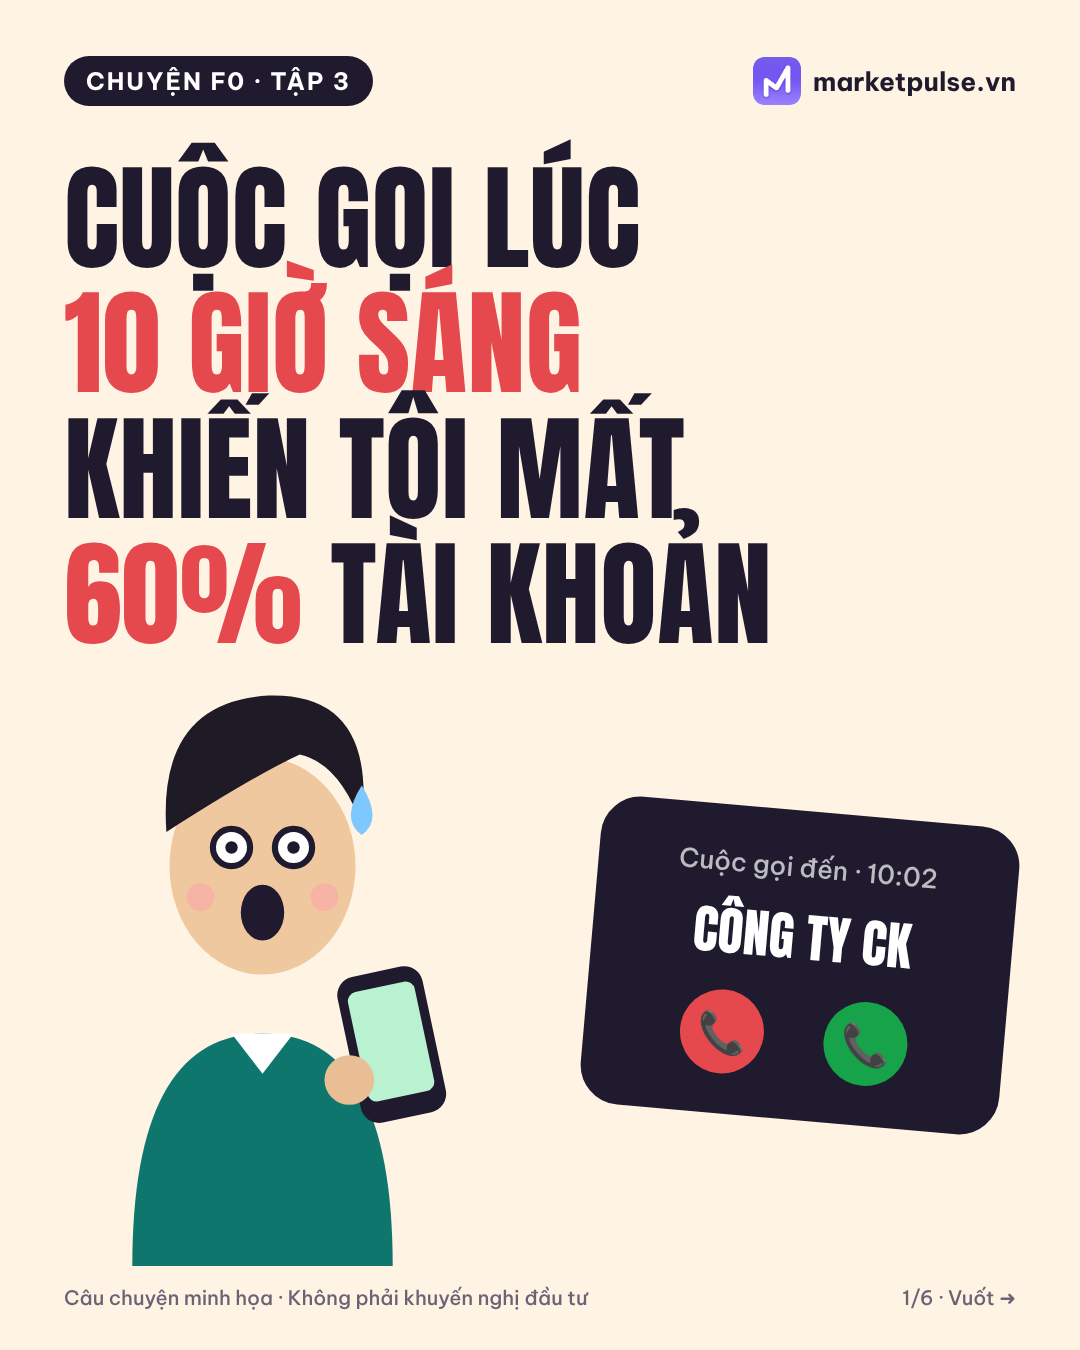 CHUYỆN F0 · TẬP 3
marketpulse.vn
CUỘC GỌI LÚC
10 GIỜ SÁNG
KHIẾN TÔI MẤT
60% TÀI KHOẢN
Cuộc gọi đến · 10:02
CÔNG TY CK
Câu chuyện minh họa · Không phải khuyến nghị đầu tư
1/6 · Vuốt →